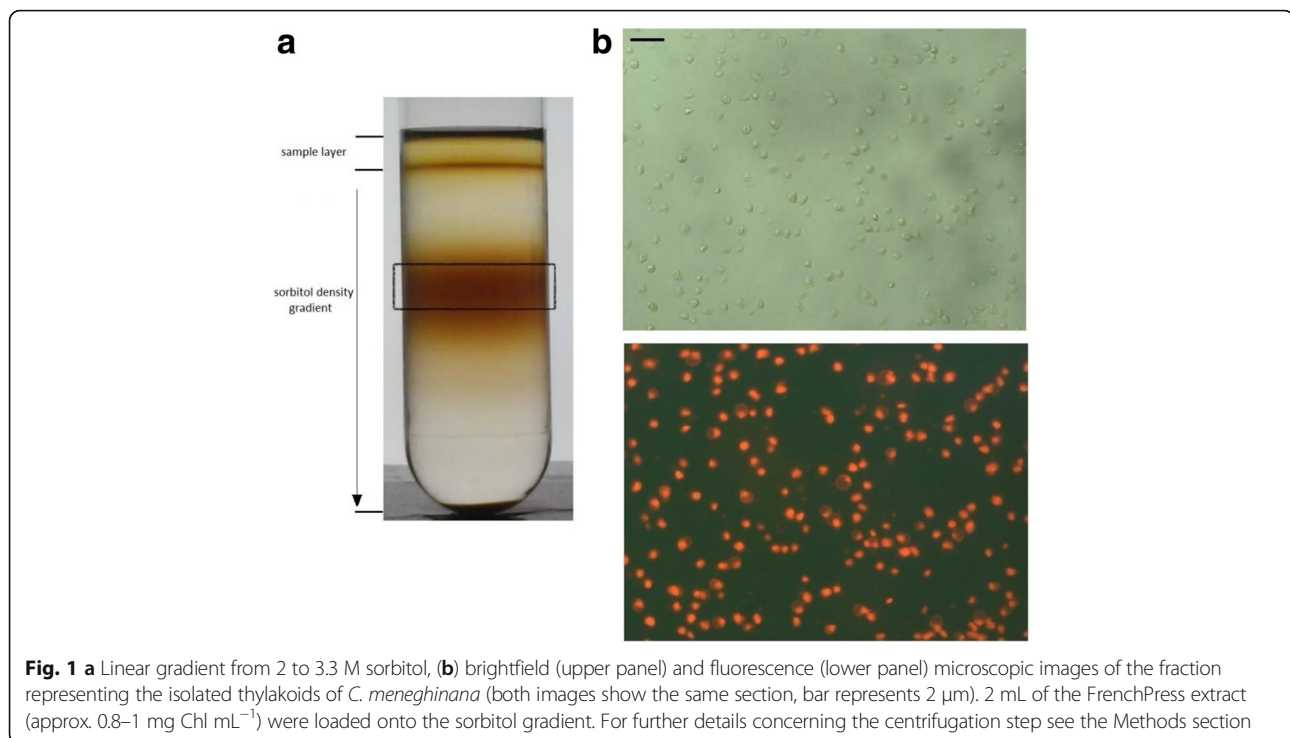 a
b
sample layer
sorbitol density
gradient
Fig. 1 a Linear gradient from 2 to 3.3 M sorbitol, (b) brightfield (upper panel) and fluorescence (lower panel) microscopic images of the fraction
representing the isolated thylakoids of C. meneghinana (both images show the same section, bar represents 2 μm). 2 mL of the FrenchPress extract
(approx. 0.8–1 mg Chl mL⁻¹) were loaded onto the sorbitol gradient. For further details concerning the centrifugation step see the Methods section